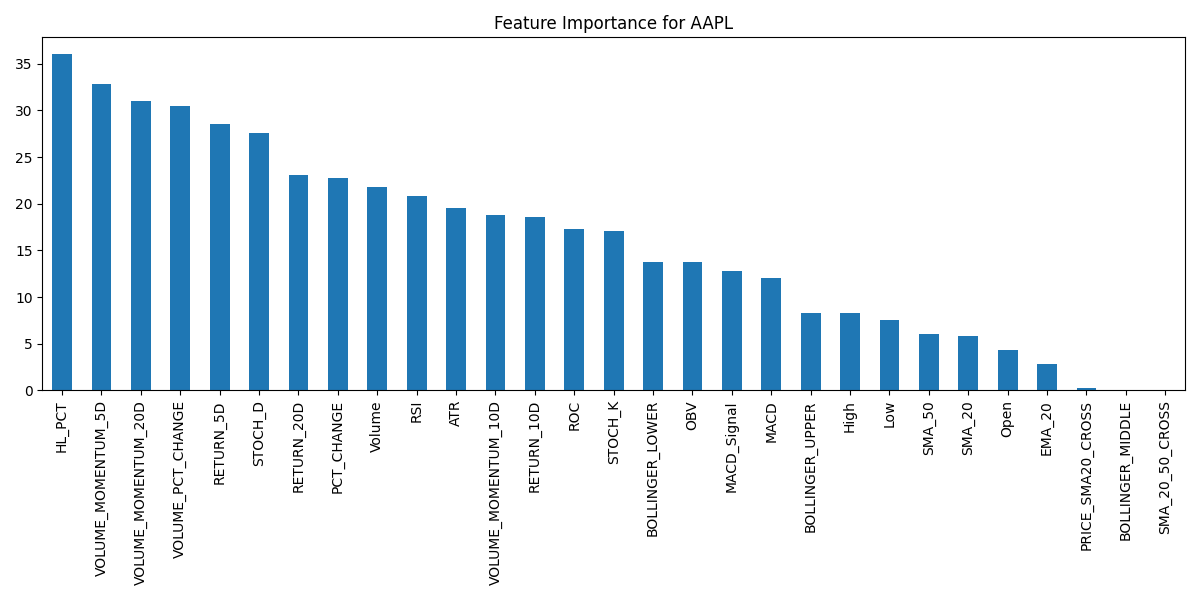 Feature Importance for AAPL
35
30
25
20
15
10
5
0
HL_PCT
VOLUME_MOMENTUM_5D
VOLUME_MOMENTUM_20D
VOLUME_PCT_CHANGE
RETURN_5D
STOCH_D
RETURN_20D
PCT_CHANGE
Volume
RSI
ATR
VOLUME_MOMENTUM_10D
RETURN_10D
ROC
STOCH_K
BOLLINGER_LOWER
OBV
MACD_Signal
MACD
BOLLINGER_UPPER
High
Low
SMA_50
SMA_20
Open
EMA_20
PRICE_SMA20_CROSS
BOLLINGER_MIDDLE
SMA_20_50_CROSS